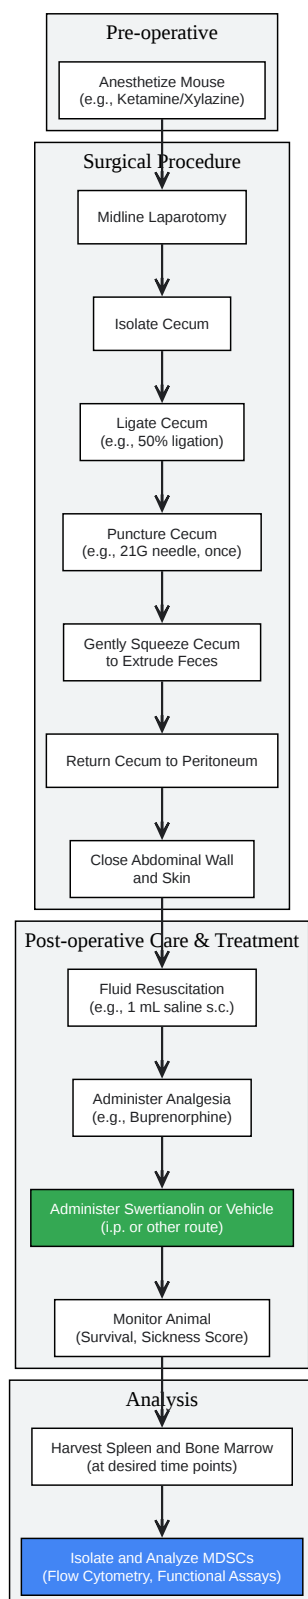 Pre-operative
Anesthetize Mouse
(e.g., Ketamine/Xylazine)
Surgical Procedure
Midline Laparotomy
Isolate Cecum
Ligate Cecum
(e.g., 50% ligation)
Puncture Cecum
(e.g., 21G needle, once)
Gently Squeeze Cecum
to Extrude Feces
Return Cecum to Peritoneum
Close Abdominal Wall
and Skin
Post-operative Care & Treatment
Fluid Resuscitation
(e.g., 1 mL saline s.c.)
Administer Analgesia
(e.g., Buprenorphine)
Administer Swertianolin or Vehicle
(i.p. or other route)
Monitor Animal
(Survival, Sickness Score)
Analysis
Harvest Spleen and Bone Marrow
(at desired time points)
Isolate and Analyze MDSCs
(Flow Cytometry, Functional Assays)